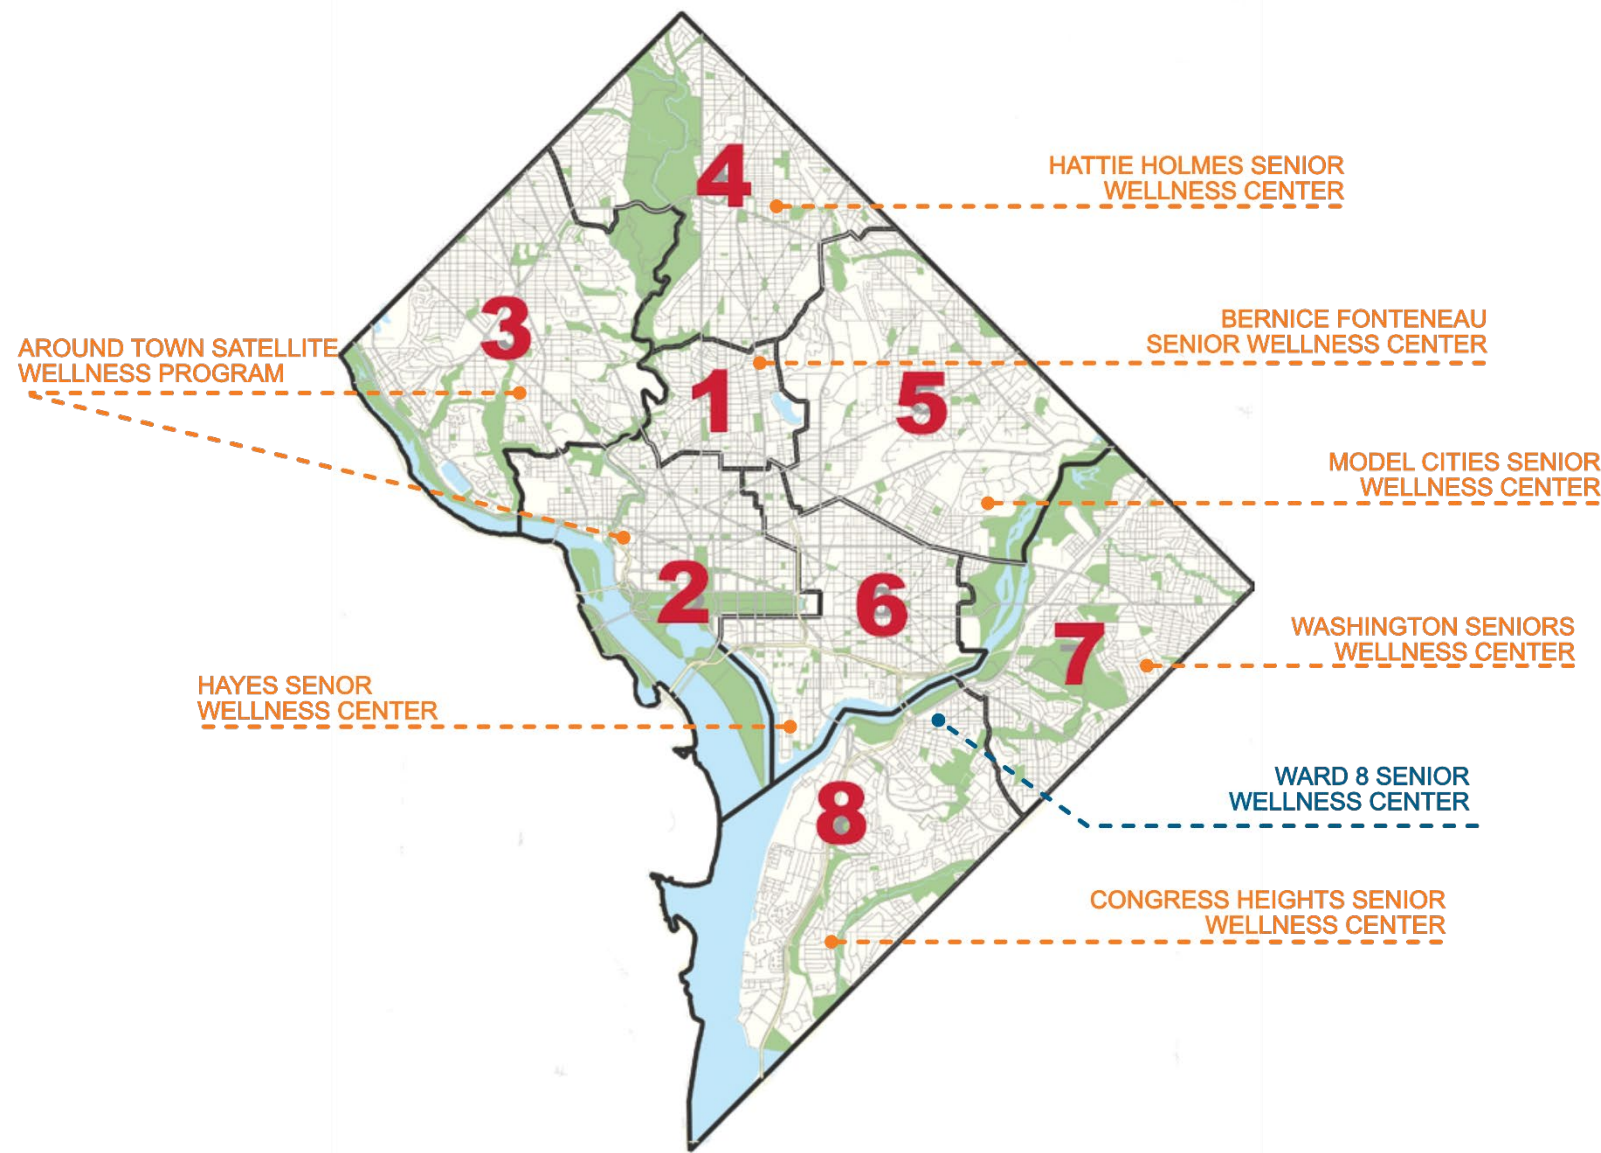 4
HATTIE HOLMES SENIOR
WELLNESS CENTER
3
BERNICE FONTENEAU
SENIOR WELLNESS CENTER
AROUND TOWN SATELLITE
WELLNESS PROGRAM
1
5
MODEL CITIES SENIOR
WELLNESS CENTER
2
6
7
WASHINGTON SENIORS
WELLNESS CENTER
HAYES SENOR
WELLNESS CENTER
WARD 8 SENIOR
WELLNESS CENTER
8
CONGRESS HEIGHTS SENIOR
WELLNESS CENTER